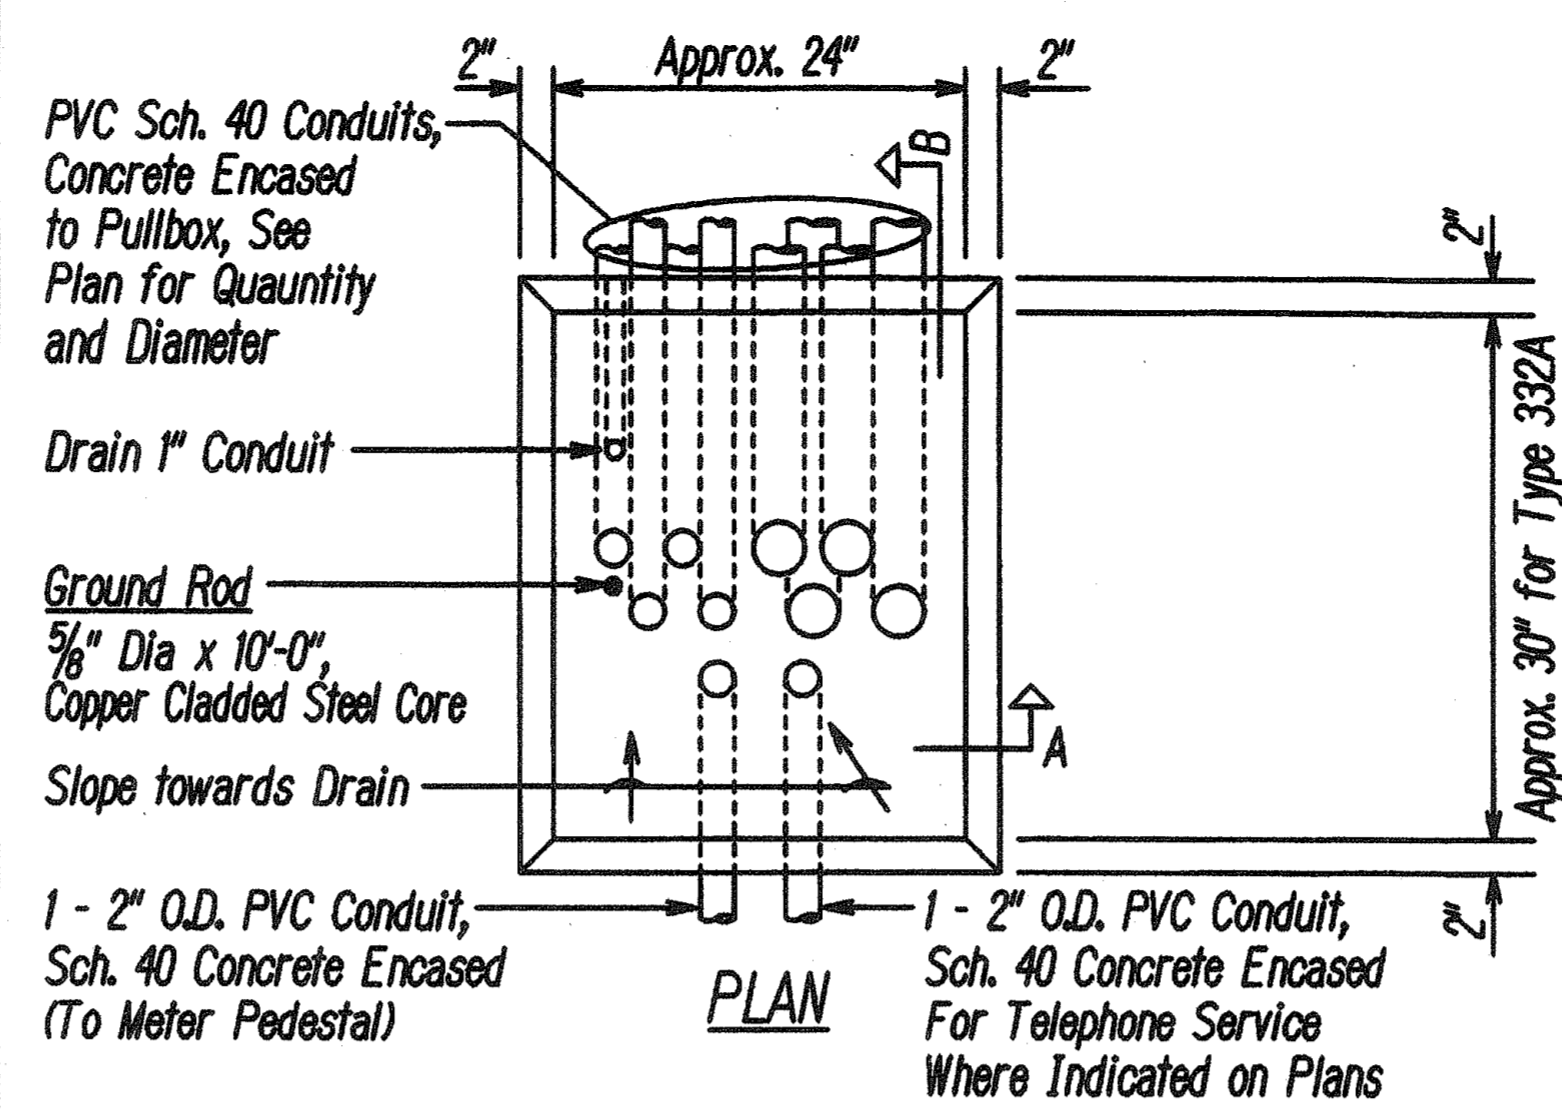 2" Approx. 24" 2"
PVC Sch. 40 Conduits,
Concrete Encased
to Pullbox, See
Plan for Quauntity
and Diameter
B
2"
Drain 1" Conduit
Approx. 30" for Type 332A
Ground Rod
5/8" Dia x 10'-0",
Copper Cladded Steel Core
A
Slope towards Drain
2"
1 - 2" O.D. PVC Conduit,
Sch. 40 Concrete Encased
(To Meter Pedestal)
PLAN
1 - 2" O.D. PVC Conduit,
Sch. 40 Concrete Encased
For Telephone Service
Where Indicated on Plans